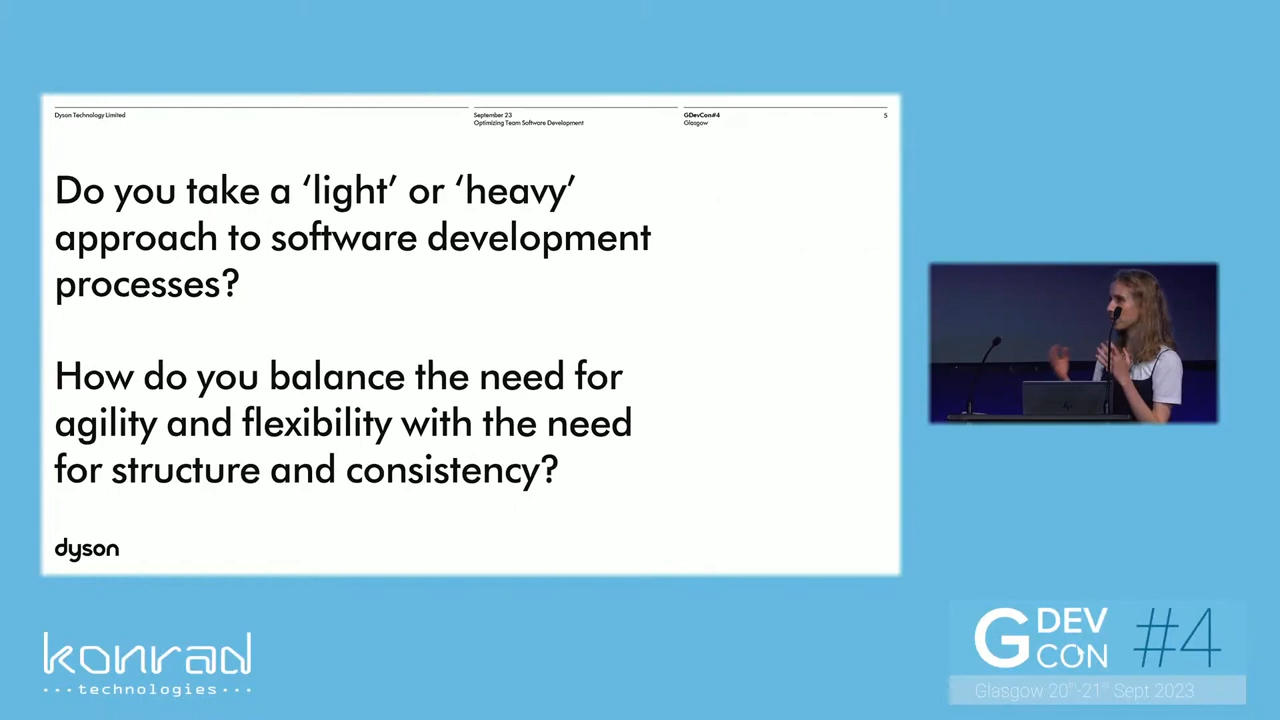 Dyson Technology Limited
September 23
Optimizing Team Software Development
GDevCon#4
Glasgow
5
Do you take a ‘light’ or ‘heavy’
approach to software development
processes?
How do you balance the need for
agility and flexibility with the need
for structure and consistency?
dyson
konrad
···technologies···
G DEV CON #4
Glasgow 20th-21st Sept 2023